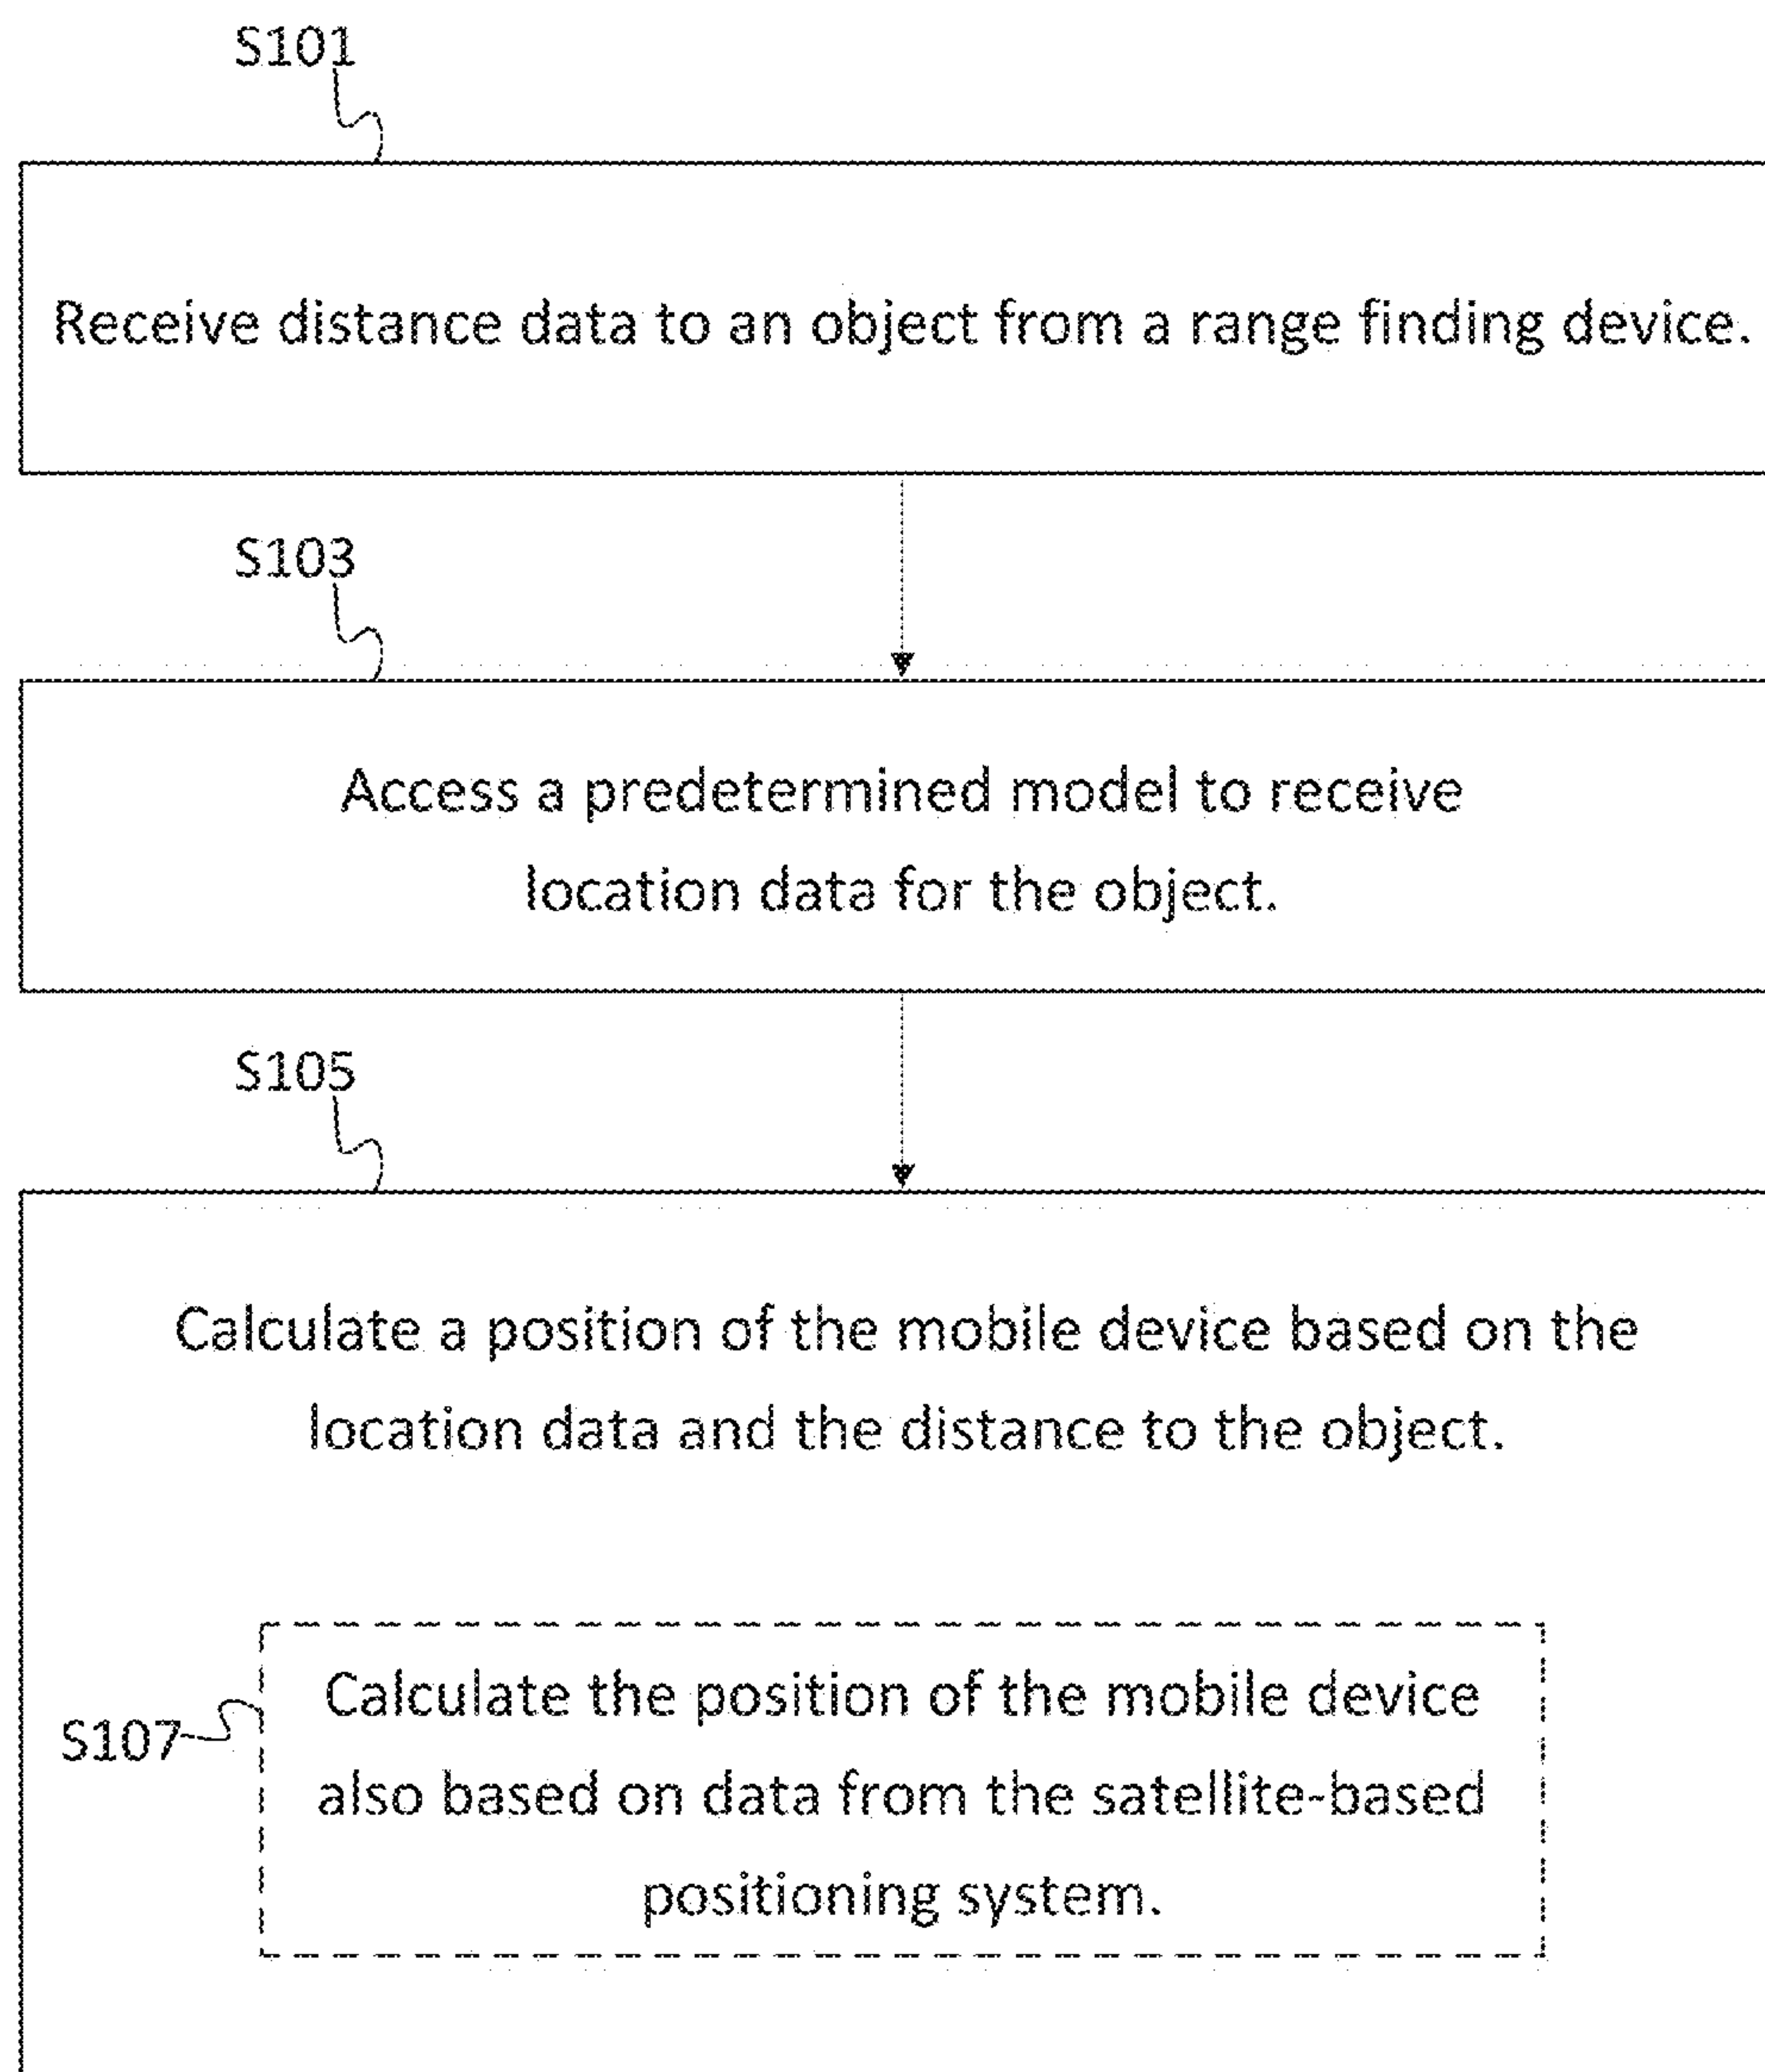 S101
Receive distance data to an object from a range finding device.
S103
Access a predetermined model to receive
location data for the object.
S105
Calculate a position of the mobile device based on the
location data and the distance to the object.
S107
Calculate the position of the mobile device
also based on data from the satellite-based
positioning system.